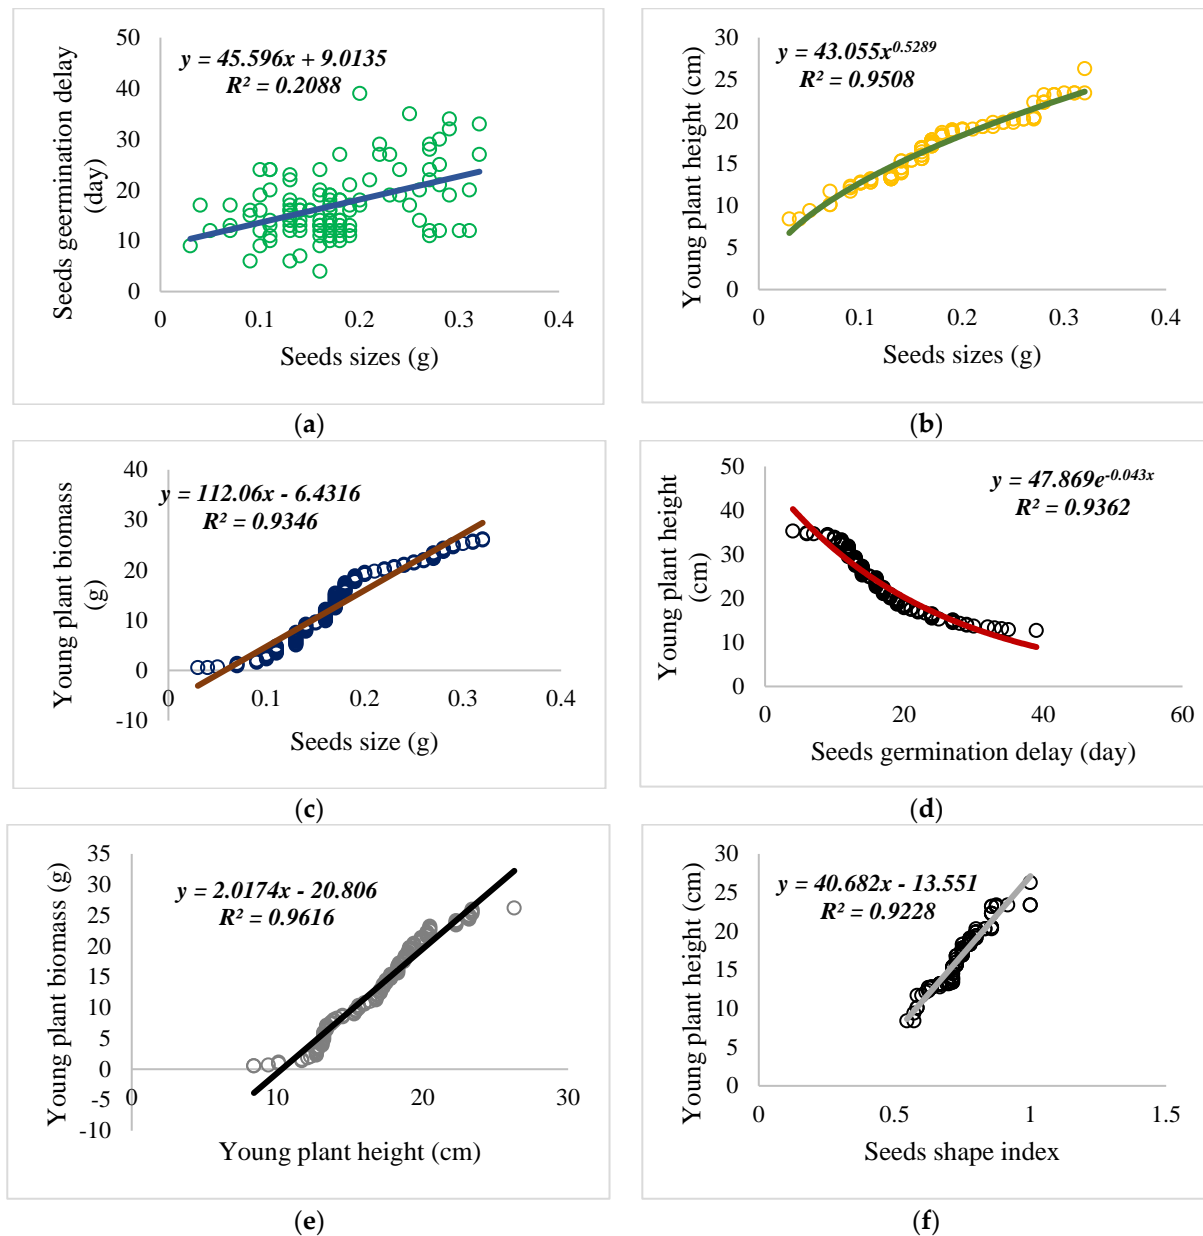 50
40
30
20
10
0
0
0.1
0.2
0.3
0.4
Seeds geermination delay
(day)
Seeds sizes (g)
y = 45.596x + 9.0135
R² = 0.2088
(a)
30
25
20
15
10
5
0
0
0.1
0.2
0.3
0.4
Young plant height (cm)
Seeds sizes (g)
y = 43.055x^0.5289
R² = 0.9508
(b)
40
30
20
10
0
-10
0
0.1
0.2
0.3
0.4
Young plant biomass
(g)
Seeds size (g)
y = 112.06x - 6.4316
R² = 0.9346
(c)
50
40
30
20
10
0
0
20
40
60
Young plant height
(cm)
Seeds germination delay (day)
y = 47.869e^-0.043x
R² = 0.9362
(d)
35
30
25
20
15
10
5
0
-5
-10
0
10
20
30
Young plant biomass (g)
Young plant height (cm)
y = 2.0174x - 20.806
R² = 0.9616
(e)
30
25
20
15
10
5
0
0
0.5
1
1.5
Young plant height (cm)
Seeds shape index
y = 40.682x - 13.551
R² = 0.9228
(f)